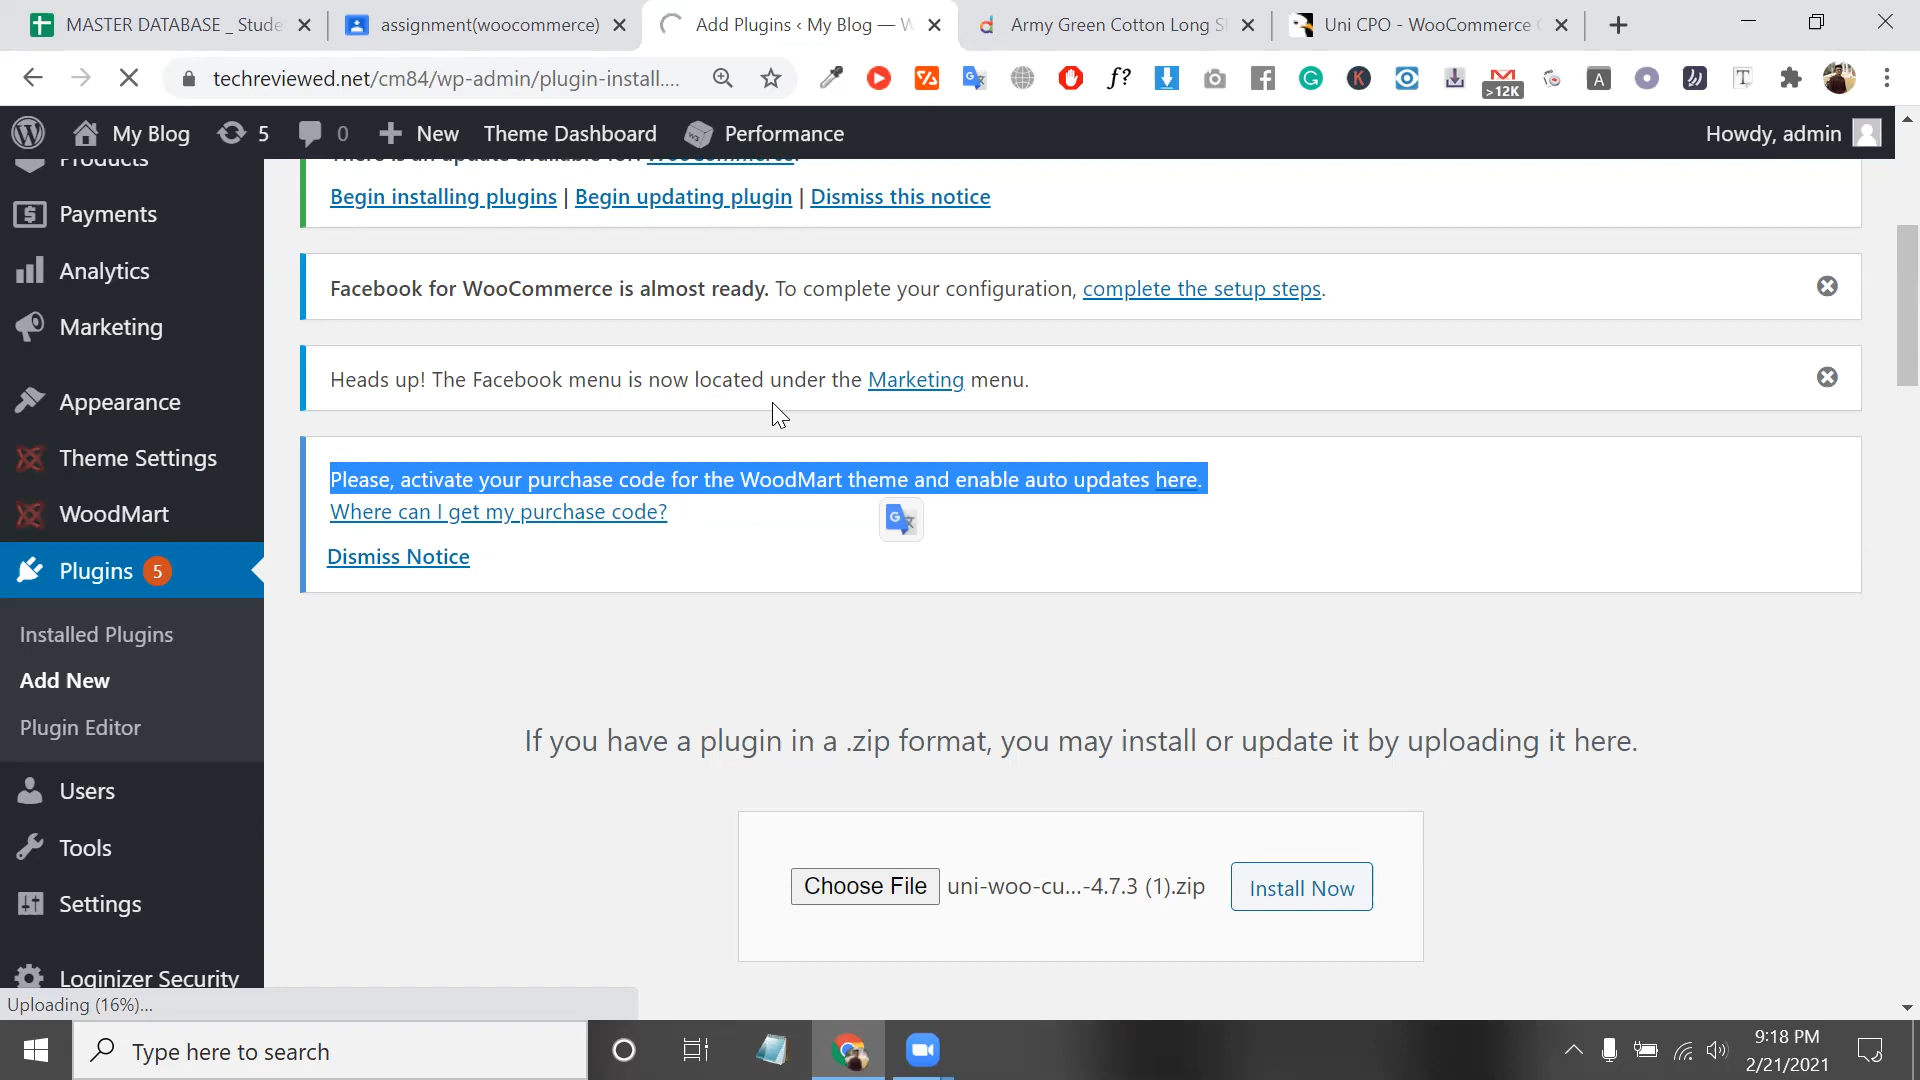 MASTER DATABASE _ Stude
assignment(woocommerce)
Add Plugins ‹ My Blog — W
Army Green Cotton Long S
Uni CPO - WooCommerce
techreviewed.net/cm84/wp-admin/plugin-install....
f?
>12K
My Blog
5
0
New
Theme Dashboard
Performance
Howdy, admin
Products
Payments
Analytics
Marketing
Appearance
Theme Settings
WoodMart
Plugins 5
Installed Plugins
Add New
Plugin Editor
Users
Tools
Settings
Loginizer Security
There is an update available for: WooCommerce.
Begin installing plugins | Begin updating plugin | Dismiss this notice
Facebook for WooCommerce is almost ready. To complete your configuration, complete the setup steps.
Heads up! The Facebook menu is now located under the Marketing menu.
Please, activate your purchase code for the WoodMart theme and enable auto updates here.
Where can I get my purchase code?
Dismiss Notice
If you have a plugin in a .zip format, you may install or update it by uploading it here.
Choose File uni-woo-cu...-4.7.3 (1).zip
Install Now
Uploading (16%)...
Type here to search
9:18 PM
2/21/2021